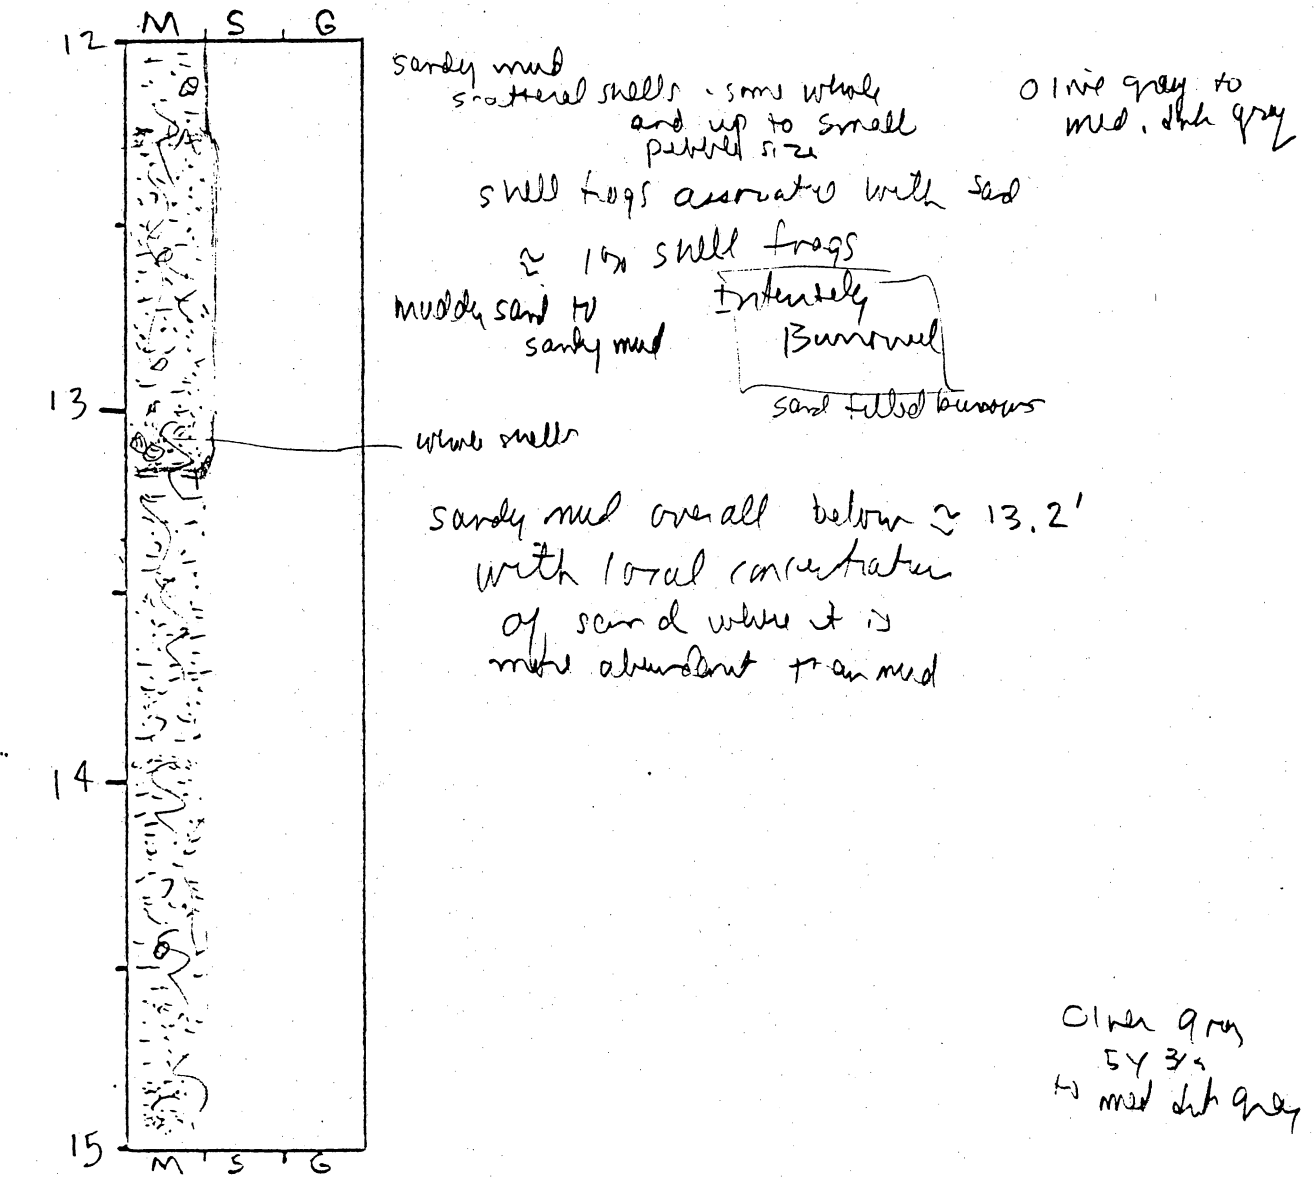 M S G
12
sandy mud
scattered shells - some whole
and up to small
pebble size
olive gray to
med. drk gray
shell frags associated with sand
≈ 1% shell frags
muddy sand to
sandy mud
Intensely
Burrowed
sand filled burrows
13
whole shells
sandy mud overall below ≈ 13.2'
with local concentration
of sand where it is
more abundant than mud
14
Olive gray
5Y 3/2
to med drk gray
15
M S G